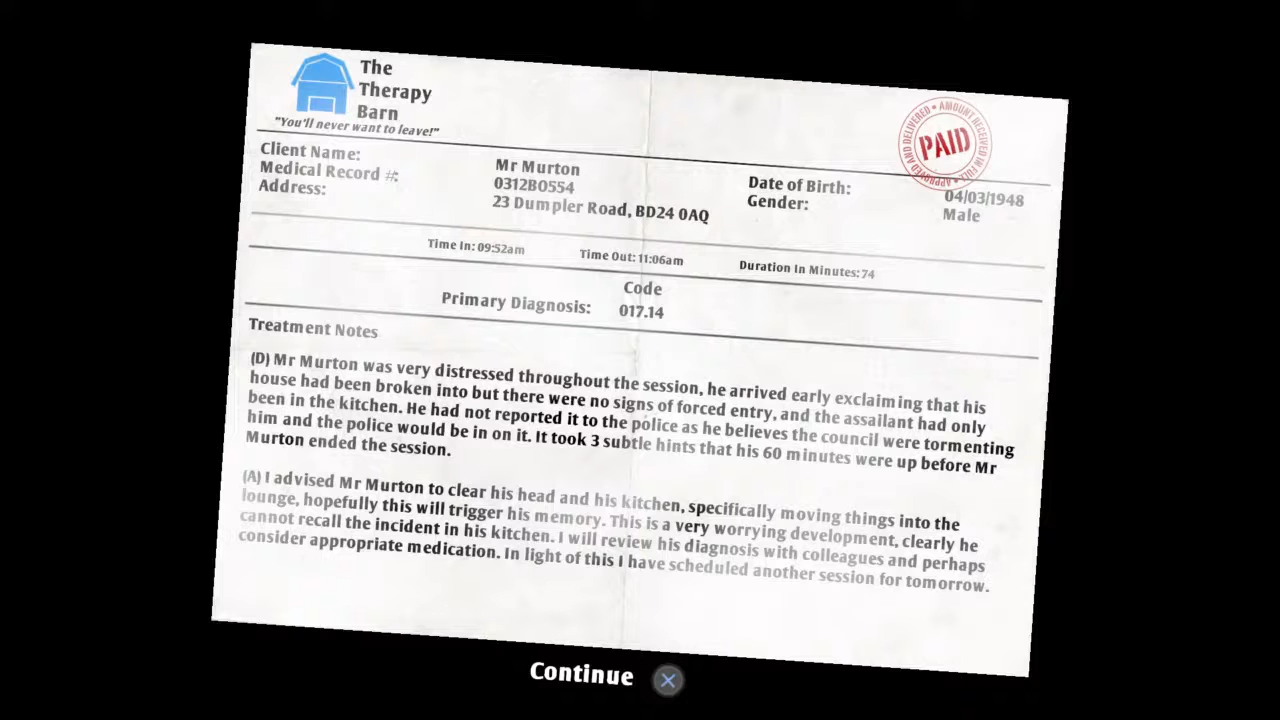 The
Therapy
Barn
"You'll never want to leave!"
APPROVED AND DELIVERED • AMOUNT RECEIVED IN FULL •
PAID
Client Name: Mr Murton Date of Birth: 04/03/1948
Medical Record #: 0312B0554 Gender: Male
Address: 23 Dumpler Road, BD24 0AQ
Time In: 09:52am Time Out: 11:06am Duration In Minutes: 74
Code
Primary Diagnosis: 017.14
Treatment Notes
(D) Mr Murton was very distressed throughout the session, he arrived early exclaiming that his
house had been broken into but there were no signs of forced entry, and the assailant had only
been in the kitchen. He had not reported it to the police as he believes the council were tormenting
him and the police would be in on it. It took 3 subtle hints that his 60 minutes were up before Mr
Murton ended the session.
(A) I advised Mr Murton to clear his head and his kitchen, specifically moving things into the
lounge, hopefully this will trigger his memory. This is a very worrying development, clearly he
cannot recall the incident in his kitchen. I will review his diagnosis with colleagues and perhaps
consider appropriate medication. In light of this I have scheduled another session for tomorrow.
Continue